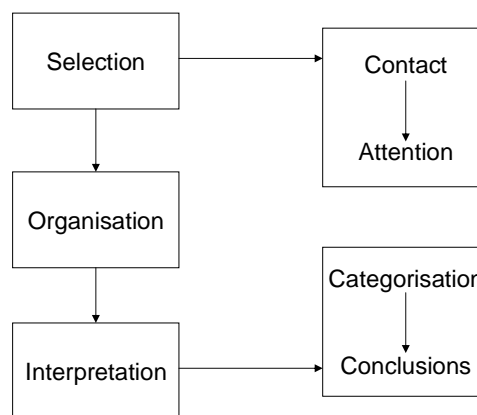 Selection
Contact
Attention
Organisation
Categorisation
Interpretation
Conclusions